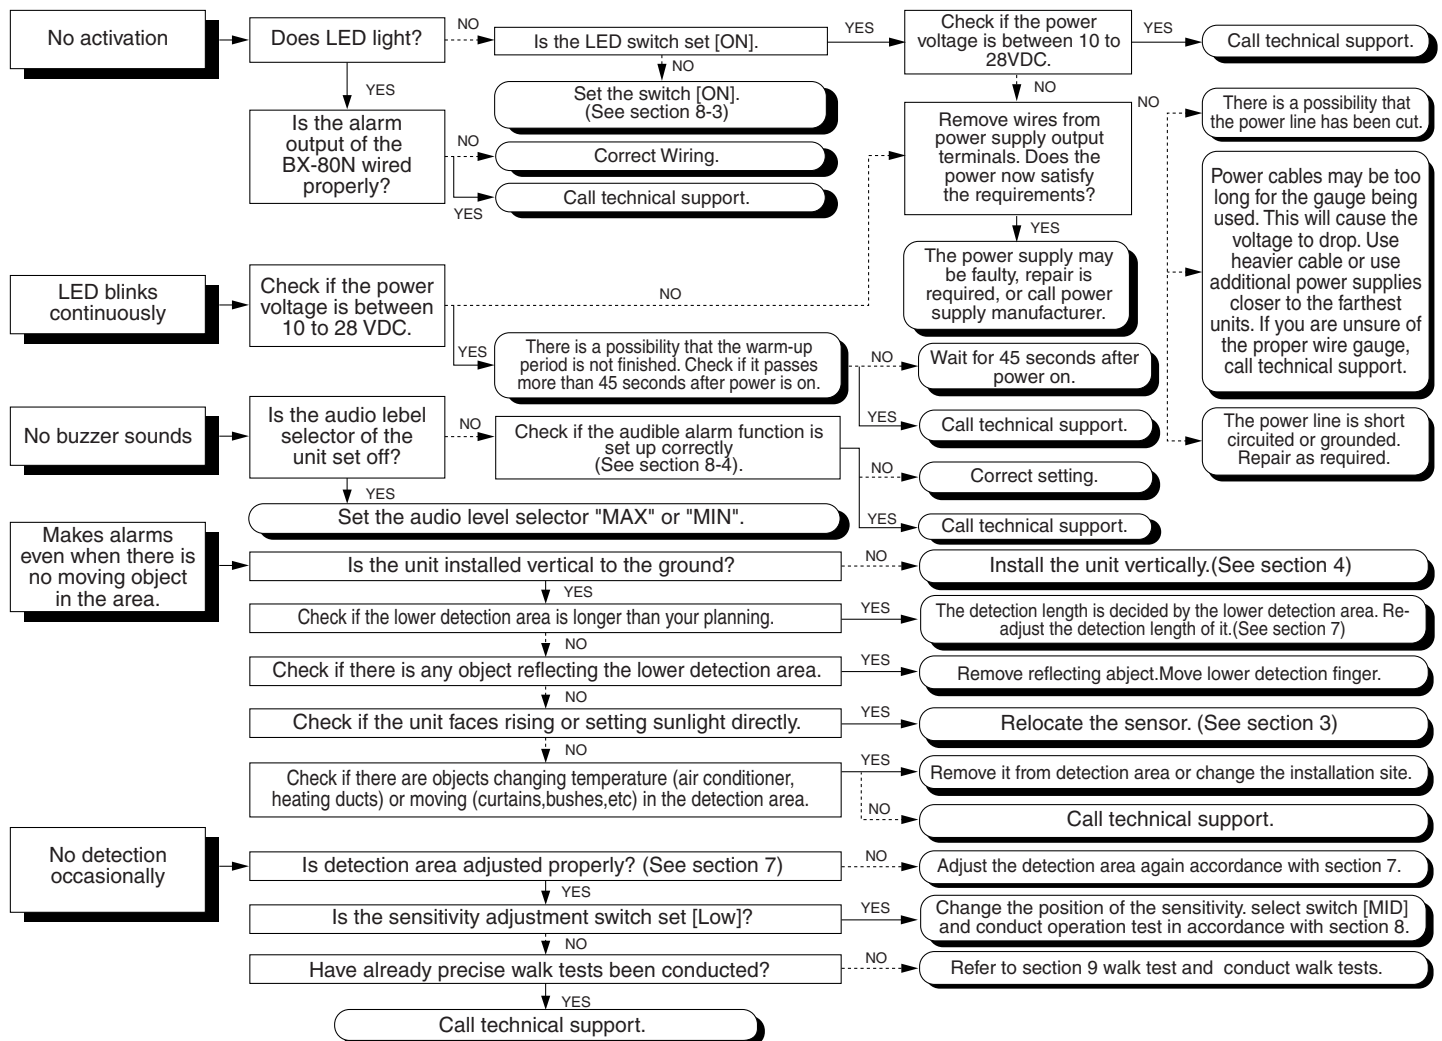 No activation
Does LED light?
NO
Is the LED switch set [ON].
YES
Check if the power
voltage is between 10 to
28VDC.
YES
Call technical support.
NO
Set the switch [ON].
(See section 8-3)
YES
Is the alarm
output of the
BX-80N wired
properly?
NO
Correct Wiring.
YES
Call technical support.
NO
Remove wires from
power supply output
terminals. Does the
power now satisfy
the requirements?
NO
There is a possibility that
the power line has been cut.
Power cables may be too
long for the gauge being
used. This will cause the
voltage to drop. Use
heavier cable or use
additional power supplies
closer to the farthest
units. If you are unsure of
the proper wire gauge,
call technical support.
The power line is short
circuited or grounded.
Repair as required.
YES
The power supply may
be faulty, repair is
required, or call power
supply manufacturer.
LED blinks
continuously
Check if the power
voltage is between
10 to 28 VDC.
NO
YES
There is a possibility that the warm-up
period is not finished. Check if it passes
more than 45 seconds after power is on.
NO
Wait for 45 seconds after
power on.
YES
Call technical support.
No buzzer sounds
Is the audio lebel
selector of the
unit set off?
NO
Check if the audible alarm function is
set up correctly
(See section 8-4).
NO
Correct setting.
YES
Call technical support.
YES
Set the audio level selector "MAX" or "MIN".
Makes alarms
even when there is
no moving object
in the area.
Is the unit installed vertical to the ground?
NO
Install the unit vertically.(See section 4)
YES
Check if the lower detection area is longer than your planning.
YES
The detection length is decided by the lower detection area. Re-
adjust the detection length of it.(See section 7)
NO
Check if there is any object reflecting the lower detection area.
YES
Remove reflecting abject.Move lower detection finger.
NO
Check if the unit faces rising or setting sunlight directly.
YES
Relocate the sensor. (See section 3)
NO
Check if there are objects changing temperature (air conditioner,
heating ducts) or moving (curtains,bushes,etc) in the detection area.
YES
Remove it from detection area or change the installation site.
NO
Call technical support.
No detection
occasionally
Is detection area adjusted properly? (See section 7)
NO
Adjust the detection area again accordance with section 7.
YES
Is the sensitivity adjustment switch set [Low]?
YES
Change the position of the sensitivity. select switch [MID]
and conduct operation test in accordance with section 8.
NO
Have already precise walk tests been conducted?
NO
Refer to section 9 walk test and conduct walk tests.
YES
Call technical support.